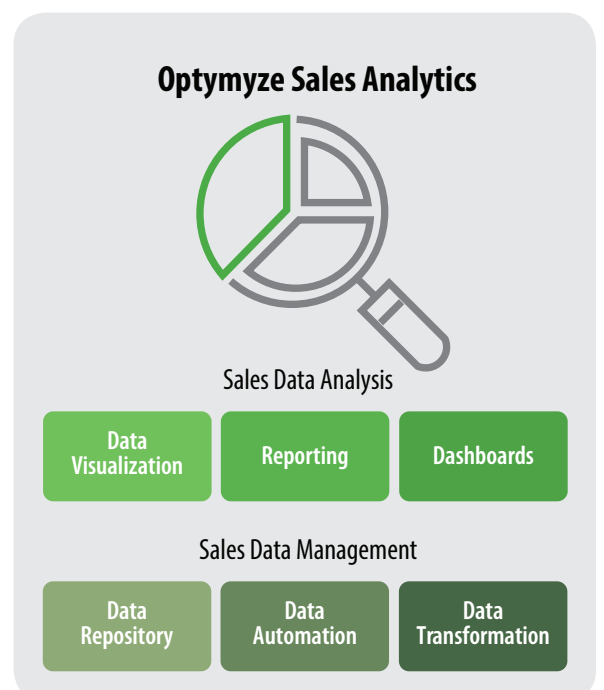 Optymyze Sales Analytics
Sales Data Analysis
Data
Visualization
Reporting
Dashboards
Sales Data Management
Data
Repository
Data
Automation
Data
Transformation